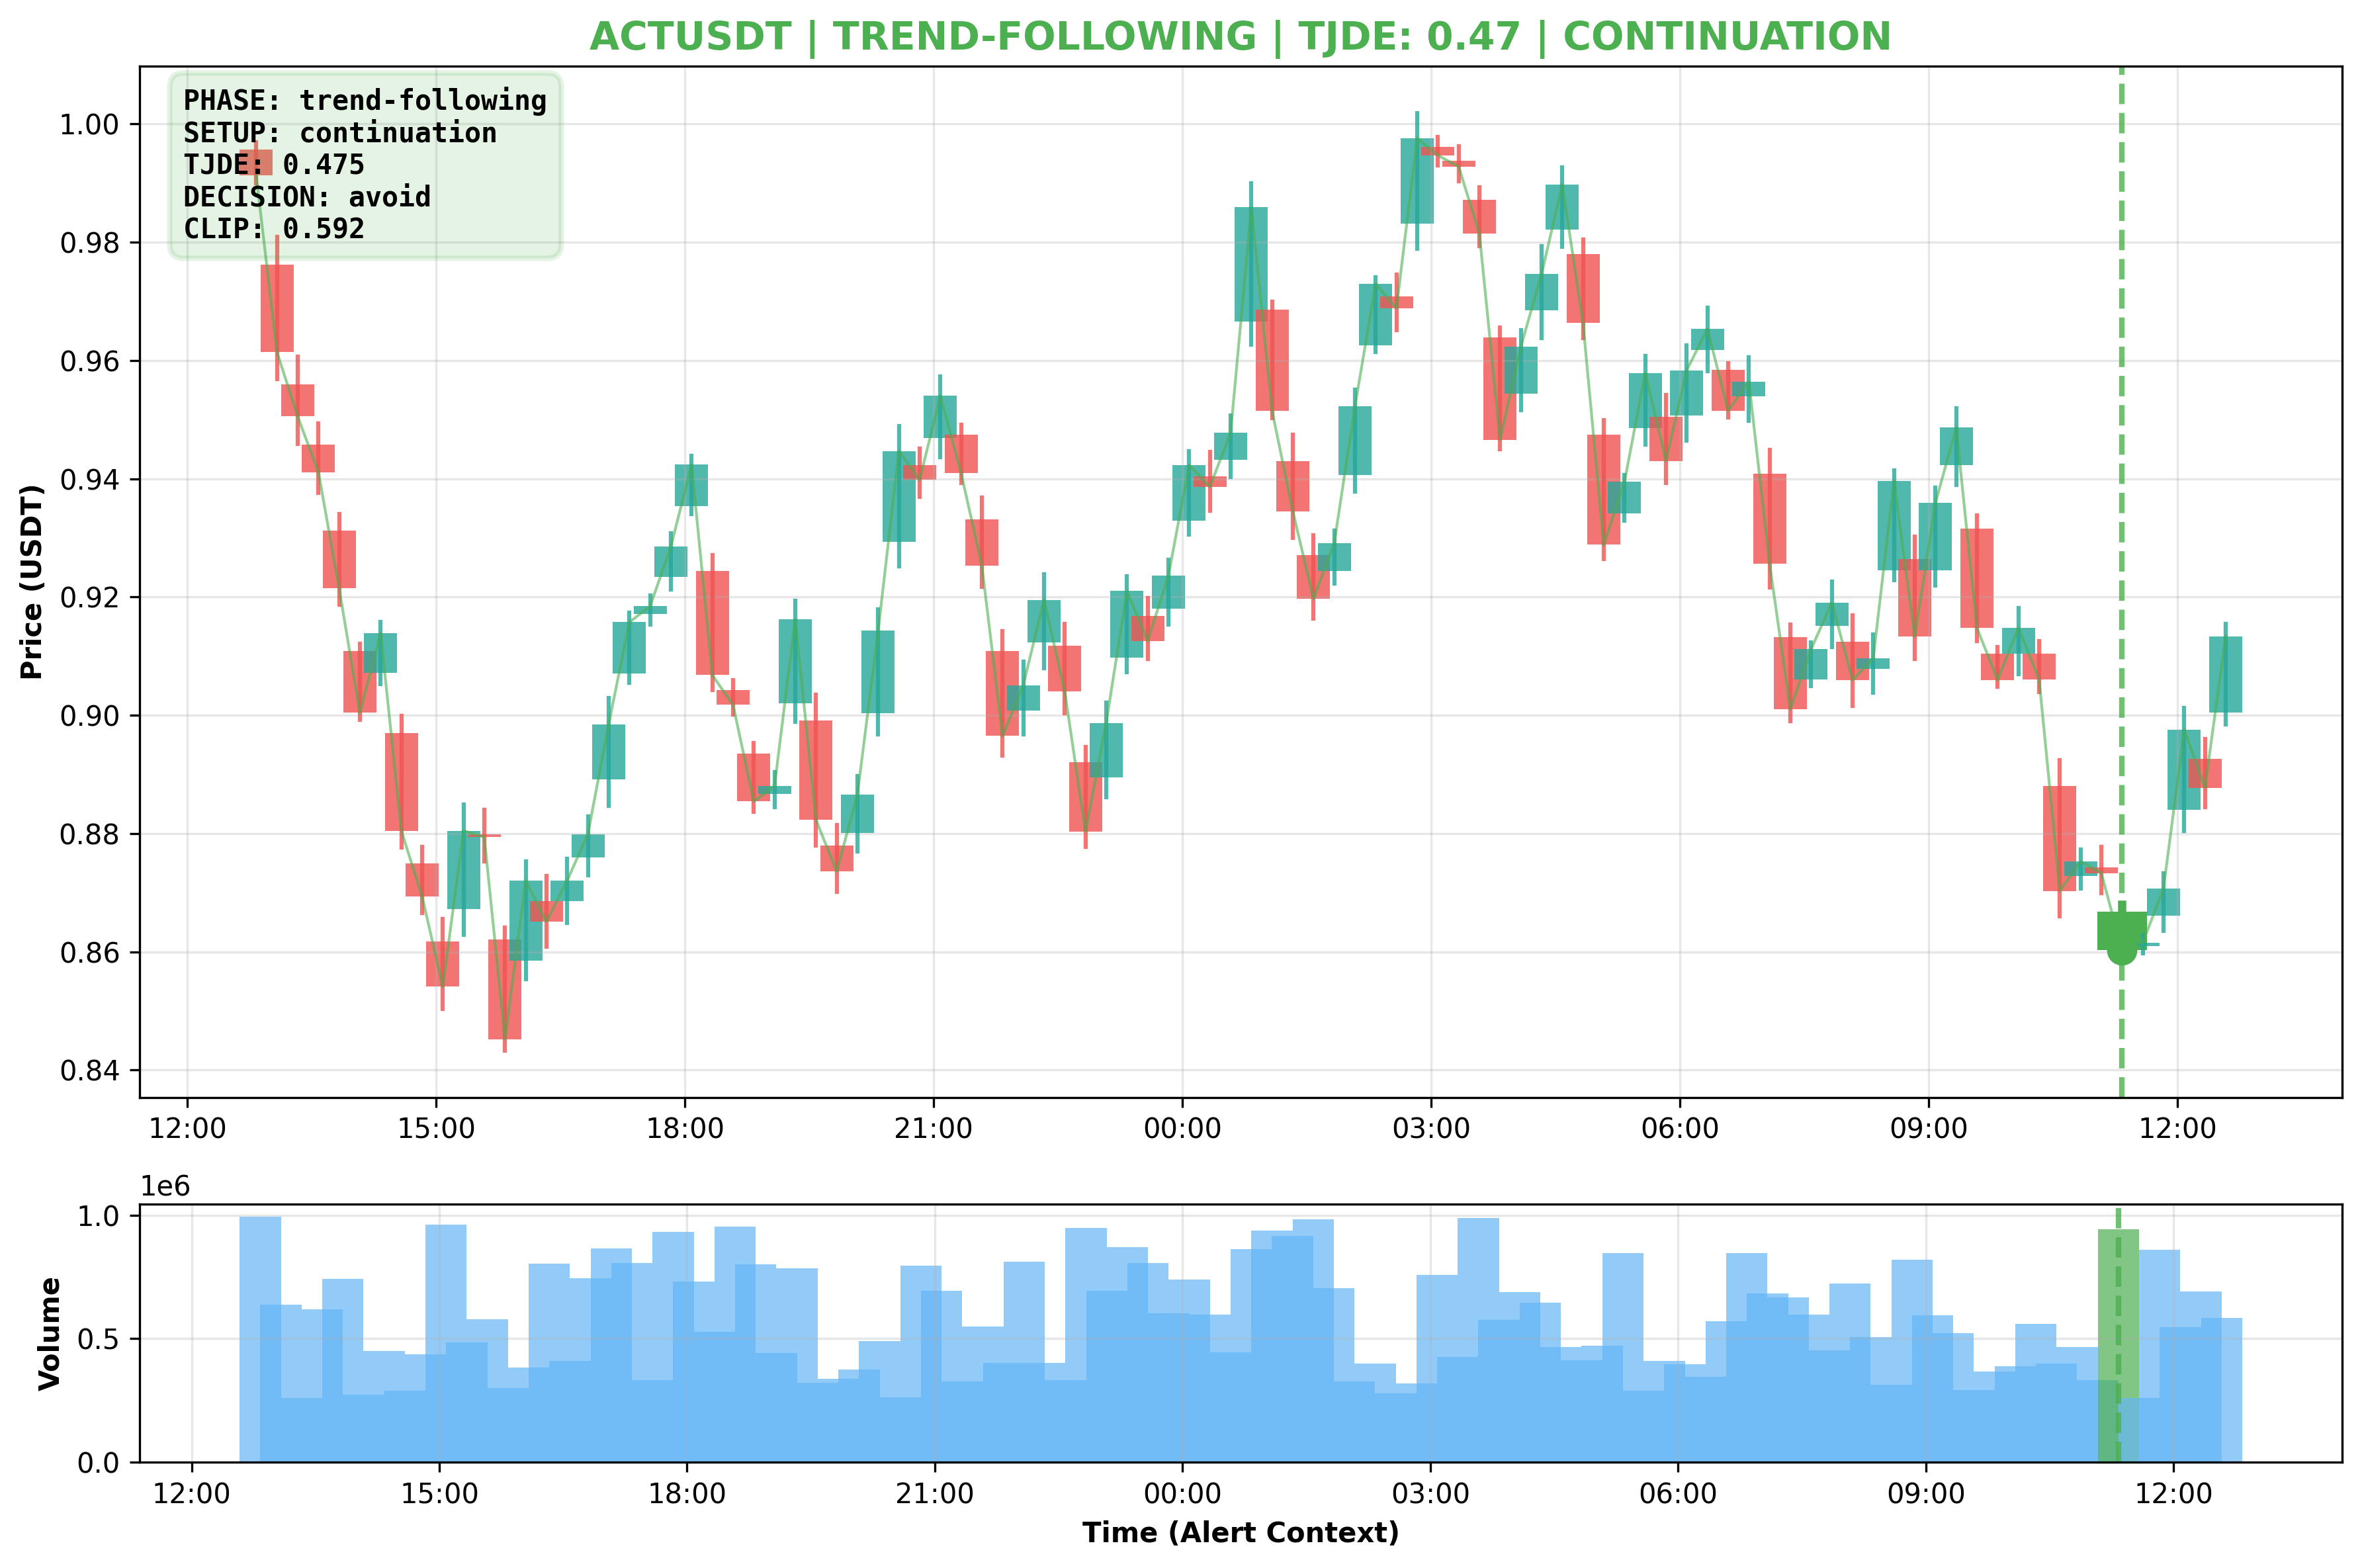 ACTUSDT | TREND-FOLLOWING | TJDE: 0.47 | CONTINUATION
PHASE: trend-following
SETUP: continuation
TJDE: 0.475
DECISION: avoid
CLIP: 0.592
Price (USDT)
1.00
0.98
0.96
0.94
0.92
0.90
0.88
0.86
0.84
12:00 15:00 18:00 21:00 00:00 03:00 06:00 09:00 12:00
1e6
Volume
1.0
0.5
0.0
12:00 15:00 18:00 21:00 00:00 03:00 06:00 09:00 12:00
Time (Alert Context)